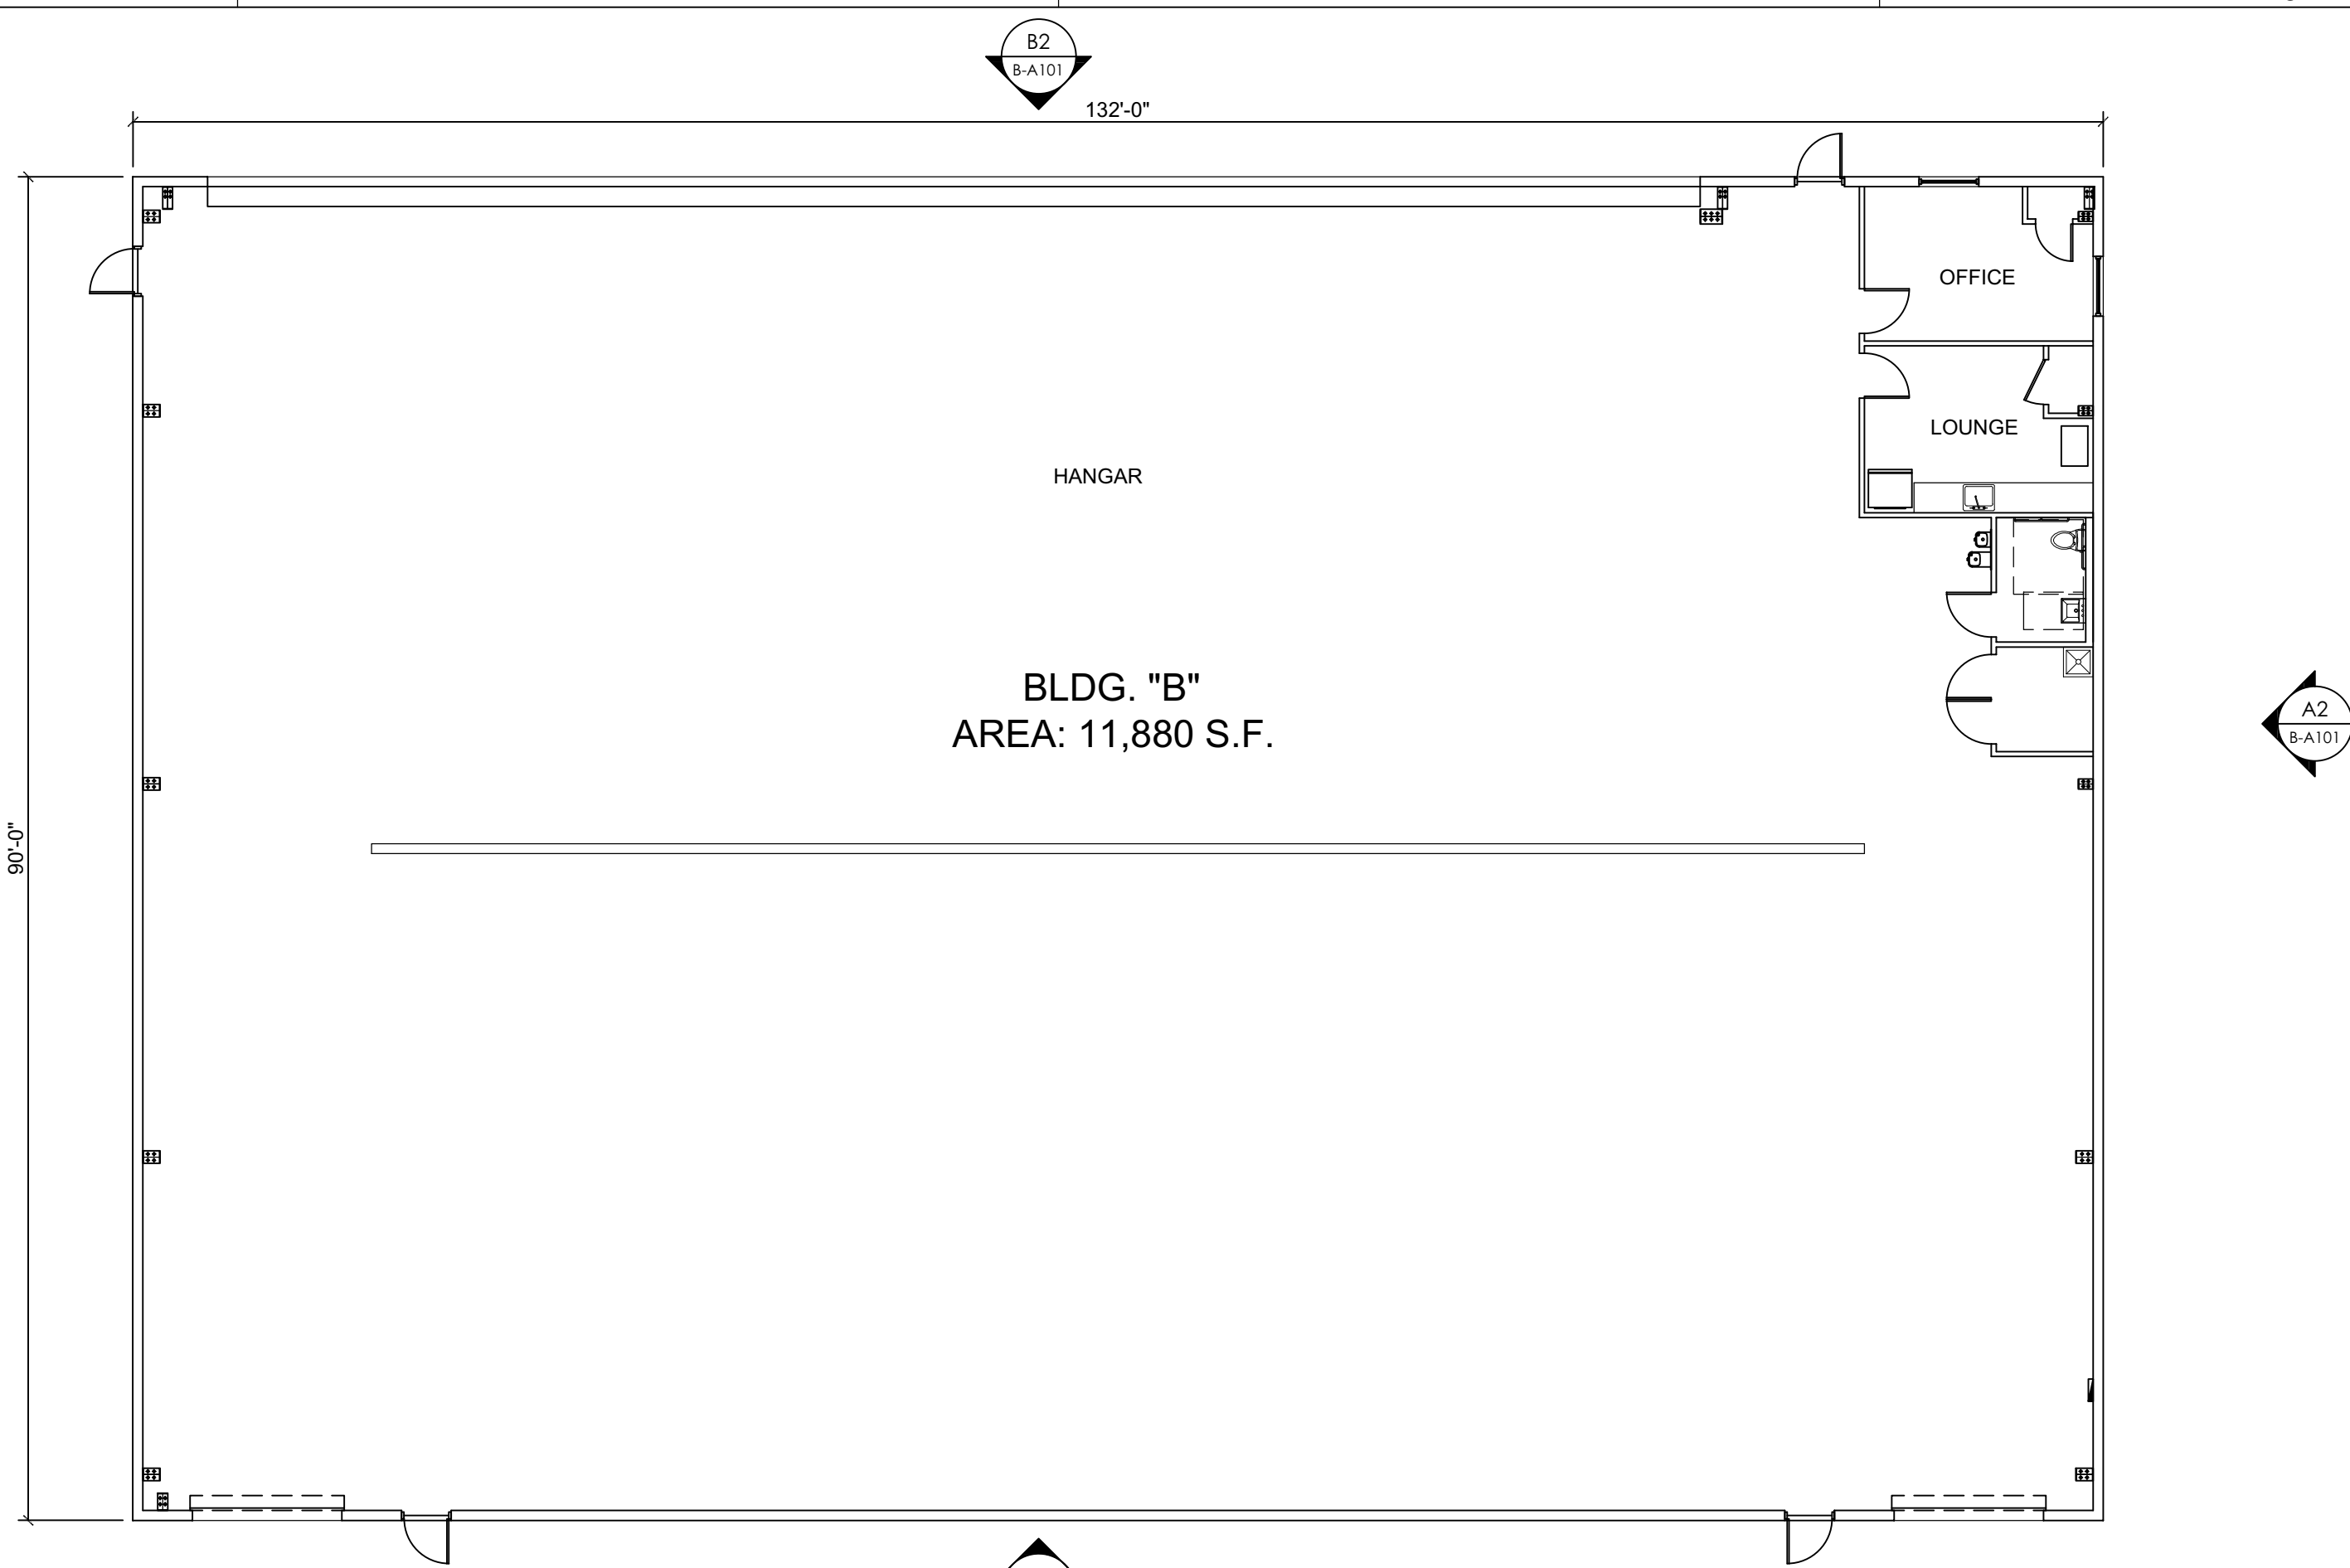 B2
B-A101
132'-0"
OFFICE
LOUNGE
HANGAR
BLDG. "B"
AREA: 11,880 S.F.
A2
B-A101
90'-0"